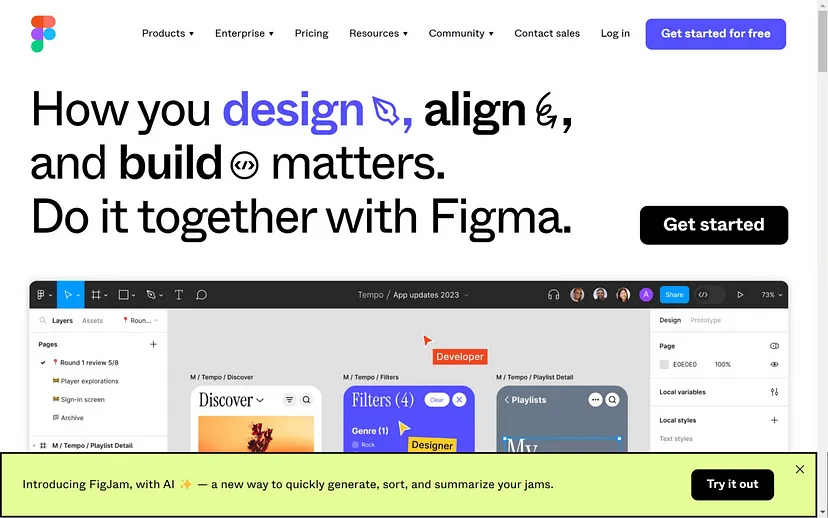 Products Enterprise Pricing Resources Community Contact sales Log in Get started for free
How you design, align,
and build matters.
Do it together with Figma.
Get started
Tempo / App updates 2023
A Share 73%
Layers Assets Roun...
Pages
Round 1 review 5/8
Player explorations
Sign-in screen
Archive
M / Tempo / Playlist Detail
Developer
M / Tempo / Discover
Discover
M / Tempo / Filters
Filters (4)
Clear
Genre (1)
Rock
Designer
M / Tempo / Playlist Detail
Playlists
My
Design Prototype
Page
E0E0E0 100%
Local variables
Local styles
Text styles
Introducing FigJam, with AI ✨ — a new way to quickly generate, sort, and summarize your jams.
Try it out